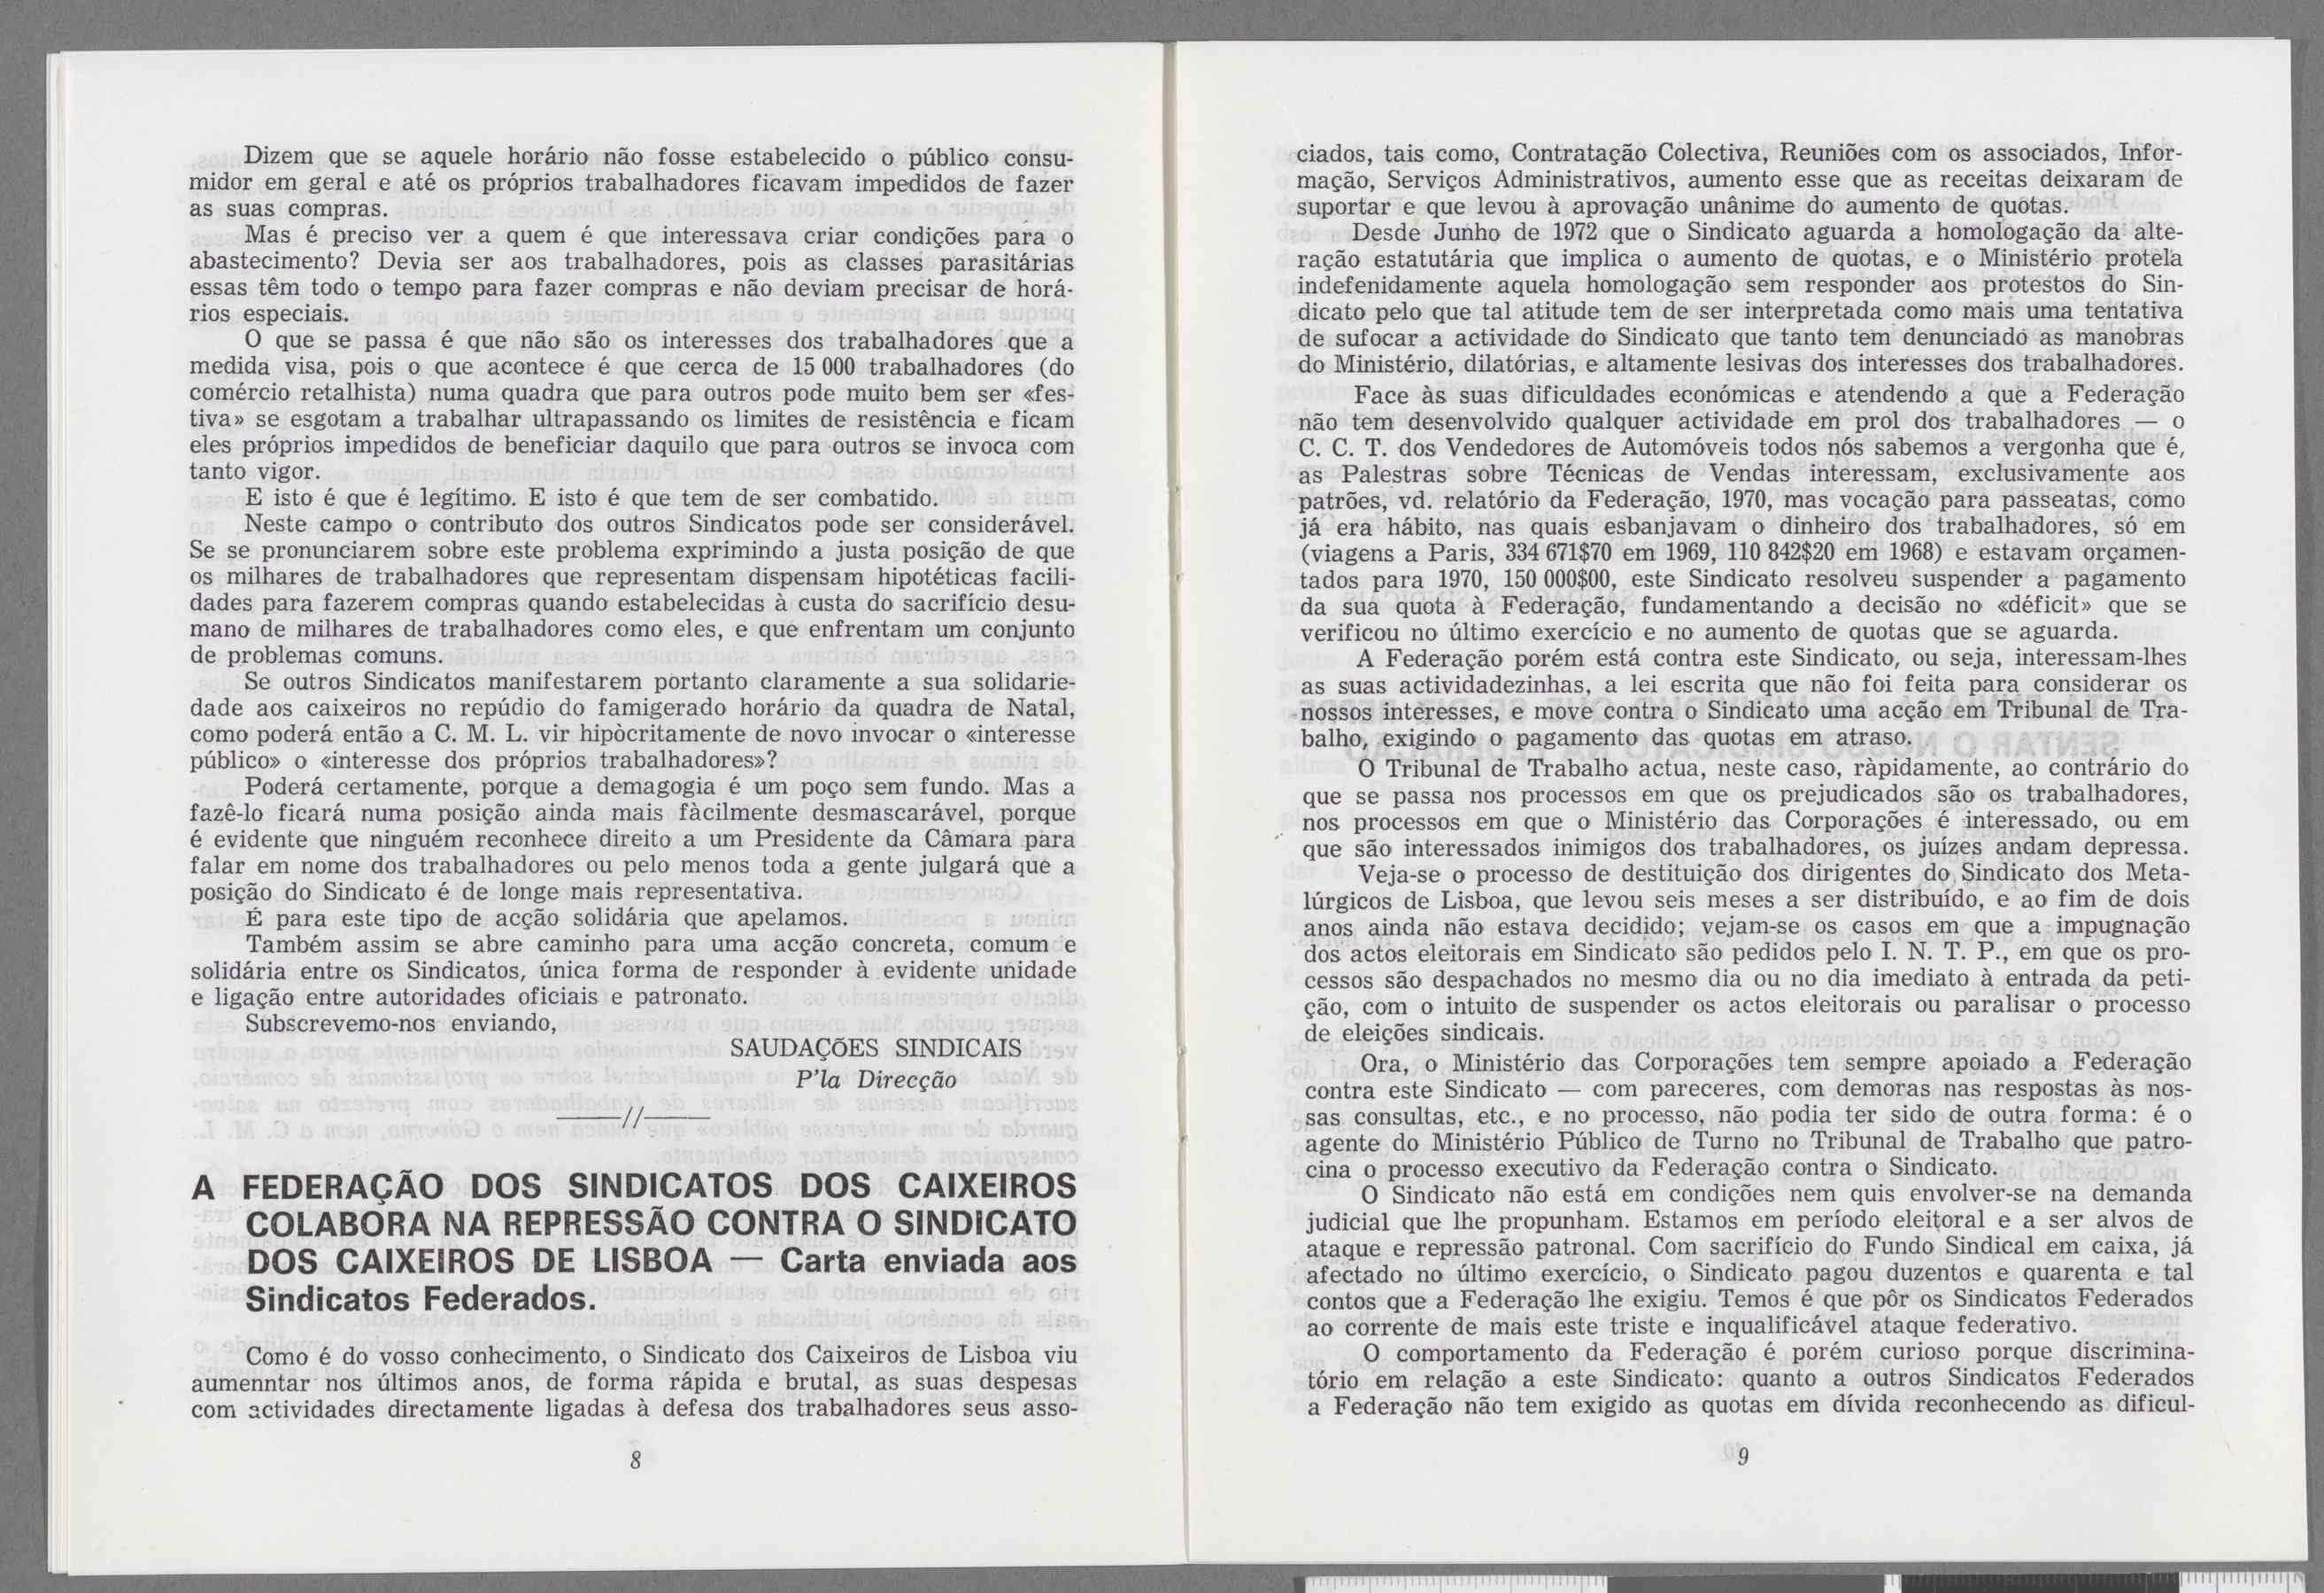 Dizem que se aquele horário não fosse estabelecido o público consu-
midor em geral e até os próprios trabalhadores ficavam impedidos de fazer
as suas compras.
Mas é preciso ver a quem é que interessava criar condições para o
abastecimento? Devia ser aos trabalhadores, pois as classes parasitárias
essas têm todo o tempo para fazer compras e não deviam precisar de horá-
rios especiais.
O que se passa é que não são os interesses dos trabalhadores que a
medida visa, pois o que acontece é que cerca de 15 000 trabalhadores (do
comércio retalhista) numa quadra que para outros pode muito bem ser «fes-
tiva» se esgotam a trabalhar ultrapassando os limites de resistência e ficam
eles próprios impedidos de beneficiar daquilo que para outros se invoca com
tanto vigor.
E isto é que é legítimo. E isto é que tem de ser combatido.
Neste campo o contributo dos outros Sindicatos pode ser considerável.
Se se pronunciarem sobre este problema exprimindo a justa posição de que
os milhares de trabalhadores que representam dispensam hipotéticas facili-
dades para fazerem compras quando estabelecidas à custa do sacrifício desu-
mano de milhares de trabalhadores como eles, e que enfrentam um conjunto
de problemas comuns.
Se outros Sindicatos manifestarem portanto claramente a sua solidarie-
dade aos caixeiros no repúdio do famigerado horário da quadra de Natal,
como poderá então a C. M. L. vir hipòcritamente de novo invocar o «interesse
público» o «interesse dos próprios trabalhadores»?
Poderá certamente, porque a demagogia é um poço sem fundo. Mas a
fazê-lo ficará numa posição ainda mais fàcilmente desmascarável, porque
é evidente que ninguém reconhece direito a um Presidente da Câmara para
falar em nome dos trabalhadores ou pelo menos toda a gente julgará que a
posição do Sindicato é de longe mais representativa.
É para este tipo de acção solidária que apelamos.
Também assim se abre caminho para uma acção concreta, comum e
solidária entre os Sindicatos, única forma de responder à evidente unidade
e ligação entre autoridades oficiais e patronato.
Subscrevemo-nos enviando,
SAUDAÇÕES SINDICAIS
P'la Direcção
——//——
A FEDERAÇÃO DOS SINDICATOS DOS CAIXEIROS
COLABORA NA REPRESSÃO CONTRA O SINDICATO
DOS CAIXEIROS DE LISBOA — Carta enviada aos
Sindicatos Federados.
Como é do vosso conhecimento, o Sindicato dos Caixeiros de Lisboa viu
aumenntar nos últimos anos, de forma rápida e brutal, as suas despesas
com actividades directamente ligadas à defesa dos trabalhadores seus asso-
8
ciados, tais como, Contratação Colectiva, Reuniões com os associados, Infor-
mação, Serviços Administrativos, aumento esse que as receitas deixaram de
suportar e que levou à aprovação unânime do aumento de quotas.
Desde Junho de 1972 que o Sindicato aguarda a homologação da alte-
ração estatutária que implica o aumento de quotas, e o Ministério protela
indefenidamente aquela homologação sem responder aos protestos do Sin-
dicato pelo que tal atitude tem de ser interpretada como mais uma tentativa
de sufocar a actividade do Sindicato que tanto tem denunciado as manobras
do Ministério, dilatórias, e altamente lesivas dos interesses dos trabalhadores.
Face às suas dificuldades económicas e atendendo a que a Federação
não tem desenvolvido qualquer actividade em prol dos trabalhadores — o
C. C. T. dos Vendedores de Automóveis todos nós sabemos a vergonha que é,
as Palestras sobre Técnicas de Vendas interessam, exclusivamente aos
patrões, vd. relatório da Federação, 1970, mas vocação para passeatas, como
já era hábito, nas quais esbanjavam o dinheiro dos trabalhadores, só em
(viagens a Paris, 334 671$70 em 1969, 110 842$20 em 1968) e estavam orçamen-
tados para 1970, 150 000$00, este Sindicato resolveu suspender a pagamento
da sua quota à Federação, fundamentando a decisão no «déficit» que se
verificou no último exercício e no aumento de quotas que se aguarda.
A Federação porém está contra este Sindicato, ou seja, interessam-lhes
as suas actividadezinhas, a lei escrita que não foi feita para considerar os
nossos interesses, e move contra o Sindicato uma acção em Tribunal de Tra-
balho, exigindo o pagamento das quotas em atraso.
O Tribunal de Trabalho actua, neste caso, ràpidamente, ao contrário do
que se passa nos processos em que os prejudicados são os trabalhadores,
nos processos em que o Ministério das Corporações é interessado, ou em
que são interessados inimigos dos trabalhadores, os juízes andam depressa.
Veja-se o processo de destituição dos dirigentes do Sindicato dos Meta-
lúrgicos de Lisboa, que levou seis meses a ser distribuído, e ao fim de dois
anos ainda não estava decidido; vejam-se os casos em que a impugnação
dos actos eleitorais em Sindicato são pedidos pelo I. N. T. P., em que os pro-
cessos são despachados no mesmo dia ou no dia imediato à entrada da peti-
ção, com o intuito de suspender os actos eleitorais ou paralisar o processo
de eleições sindicais.
Ora, o Ministério das Corporações tem sempre apoiado a Federação
contra este Sindicato — com pareceres, com demoras nas respostas às nos-
sas consultas, etc., e no processo, não podia ter sido de outra forma: é o
agente do Ministério Público de Turno no Tribunal de Trabalho que patro-
cina o processo executivo da Federação contra o Sindicato.
O Sindicato não está em condições nem quis envolver-se na demanda
judicial que lhe propunham. Estamos em período eleitoral e a ser alvos de
ataque e repressão patronal. Com sacrifício do Fundo Sindical em caixa, já
afectado no último exercício, o Sindicato pagou duzentos e quarenta e tal
contos que a Federação lhe exigiu. Temos é que pôr os Sindicatos Federados
ao corrente de mais este triste e inqualificável ataque federativo.
O comportamento da Federação é porém curioso porque discrimina-
tório em relação a este Sindicato: quanto a outros Sindicatos Federados
a Federação não tem exigido as quotas em dívida reconhecendo as dificul-
9